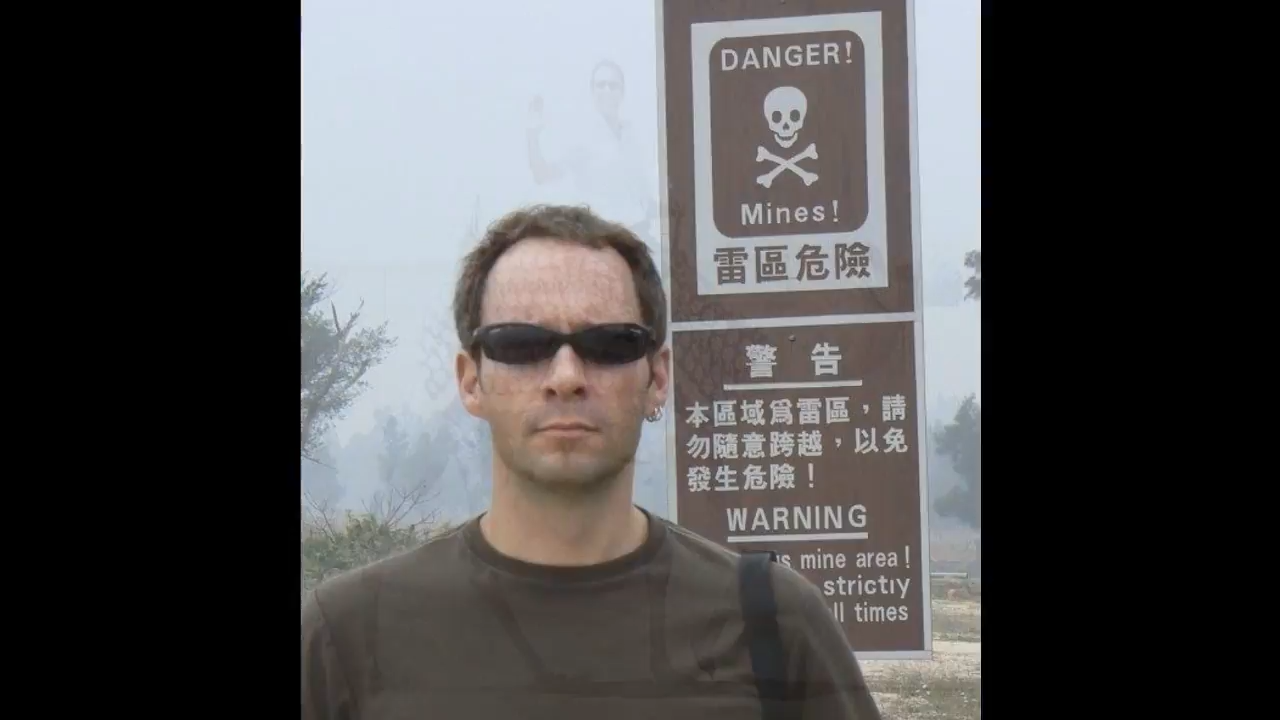 DANGER!
Mines!
雷區危險
警告
本區域爲雷區，請
勿隨意跨越，以免
發生危險！
WARNING
mine area!
strictly
times